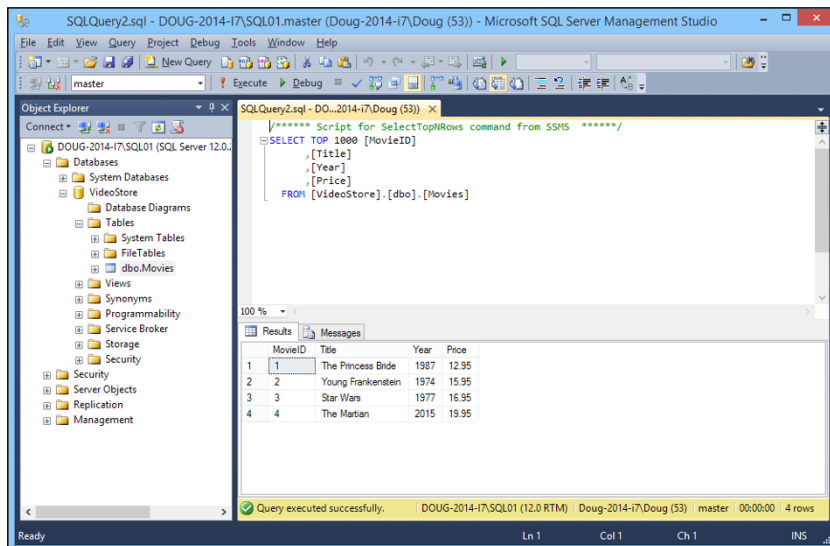 SQLQuery2.sql - DOUG-2014-I7\SQL01.master (Doug-2014-i7\Doug (53)) - Microsoft SQL Server Management Studio
File Edit View Query Project Debug Tools Window Help
New Query
master Execute Debug
Object Explorer
Connect
DOUG-2014-I7\SQL01 (SQL Server 12.0.
Databases
System Databases
VideoStore
Database Diagrams
Tables
System Tables
FileTables
dbo.Movies
Views
Synonyms
Programmability
Service Broker
Storage
Security
Security
Server Objects
Replication
Management
SQLQuery2.sql - DO...2014-i7\Doug (53))
/****** Script for SelectTopNRows command from SSMS ******/
SELECT TOP 1000 [MovieID]
,[Title]
,[Year]
,[Price]
FROM [VideoStore].[dbo].[Movies]
100 %
Results Messages
MovieID Title Year Price
1 1 The Princess Bride 1987 12.95
2 2 Young Frankenstein 1974 15.95
3 3 Star Wars 1977 16.95
4 4 The Martian 2015 19.95
Query executed successfully. DOUG-2014-I7\SQL01 (12.0 RTM) Doug-2014-i7\Doug (53) master 00:00:00 4 rows
Ready Ln 1 Col 1 Ch 1 INS